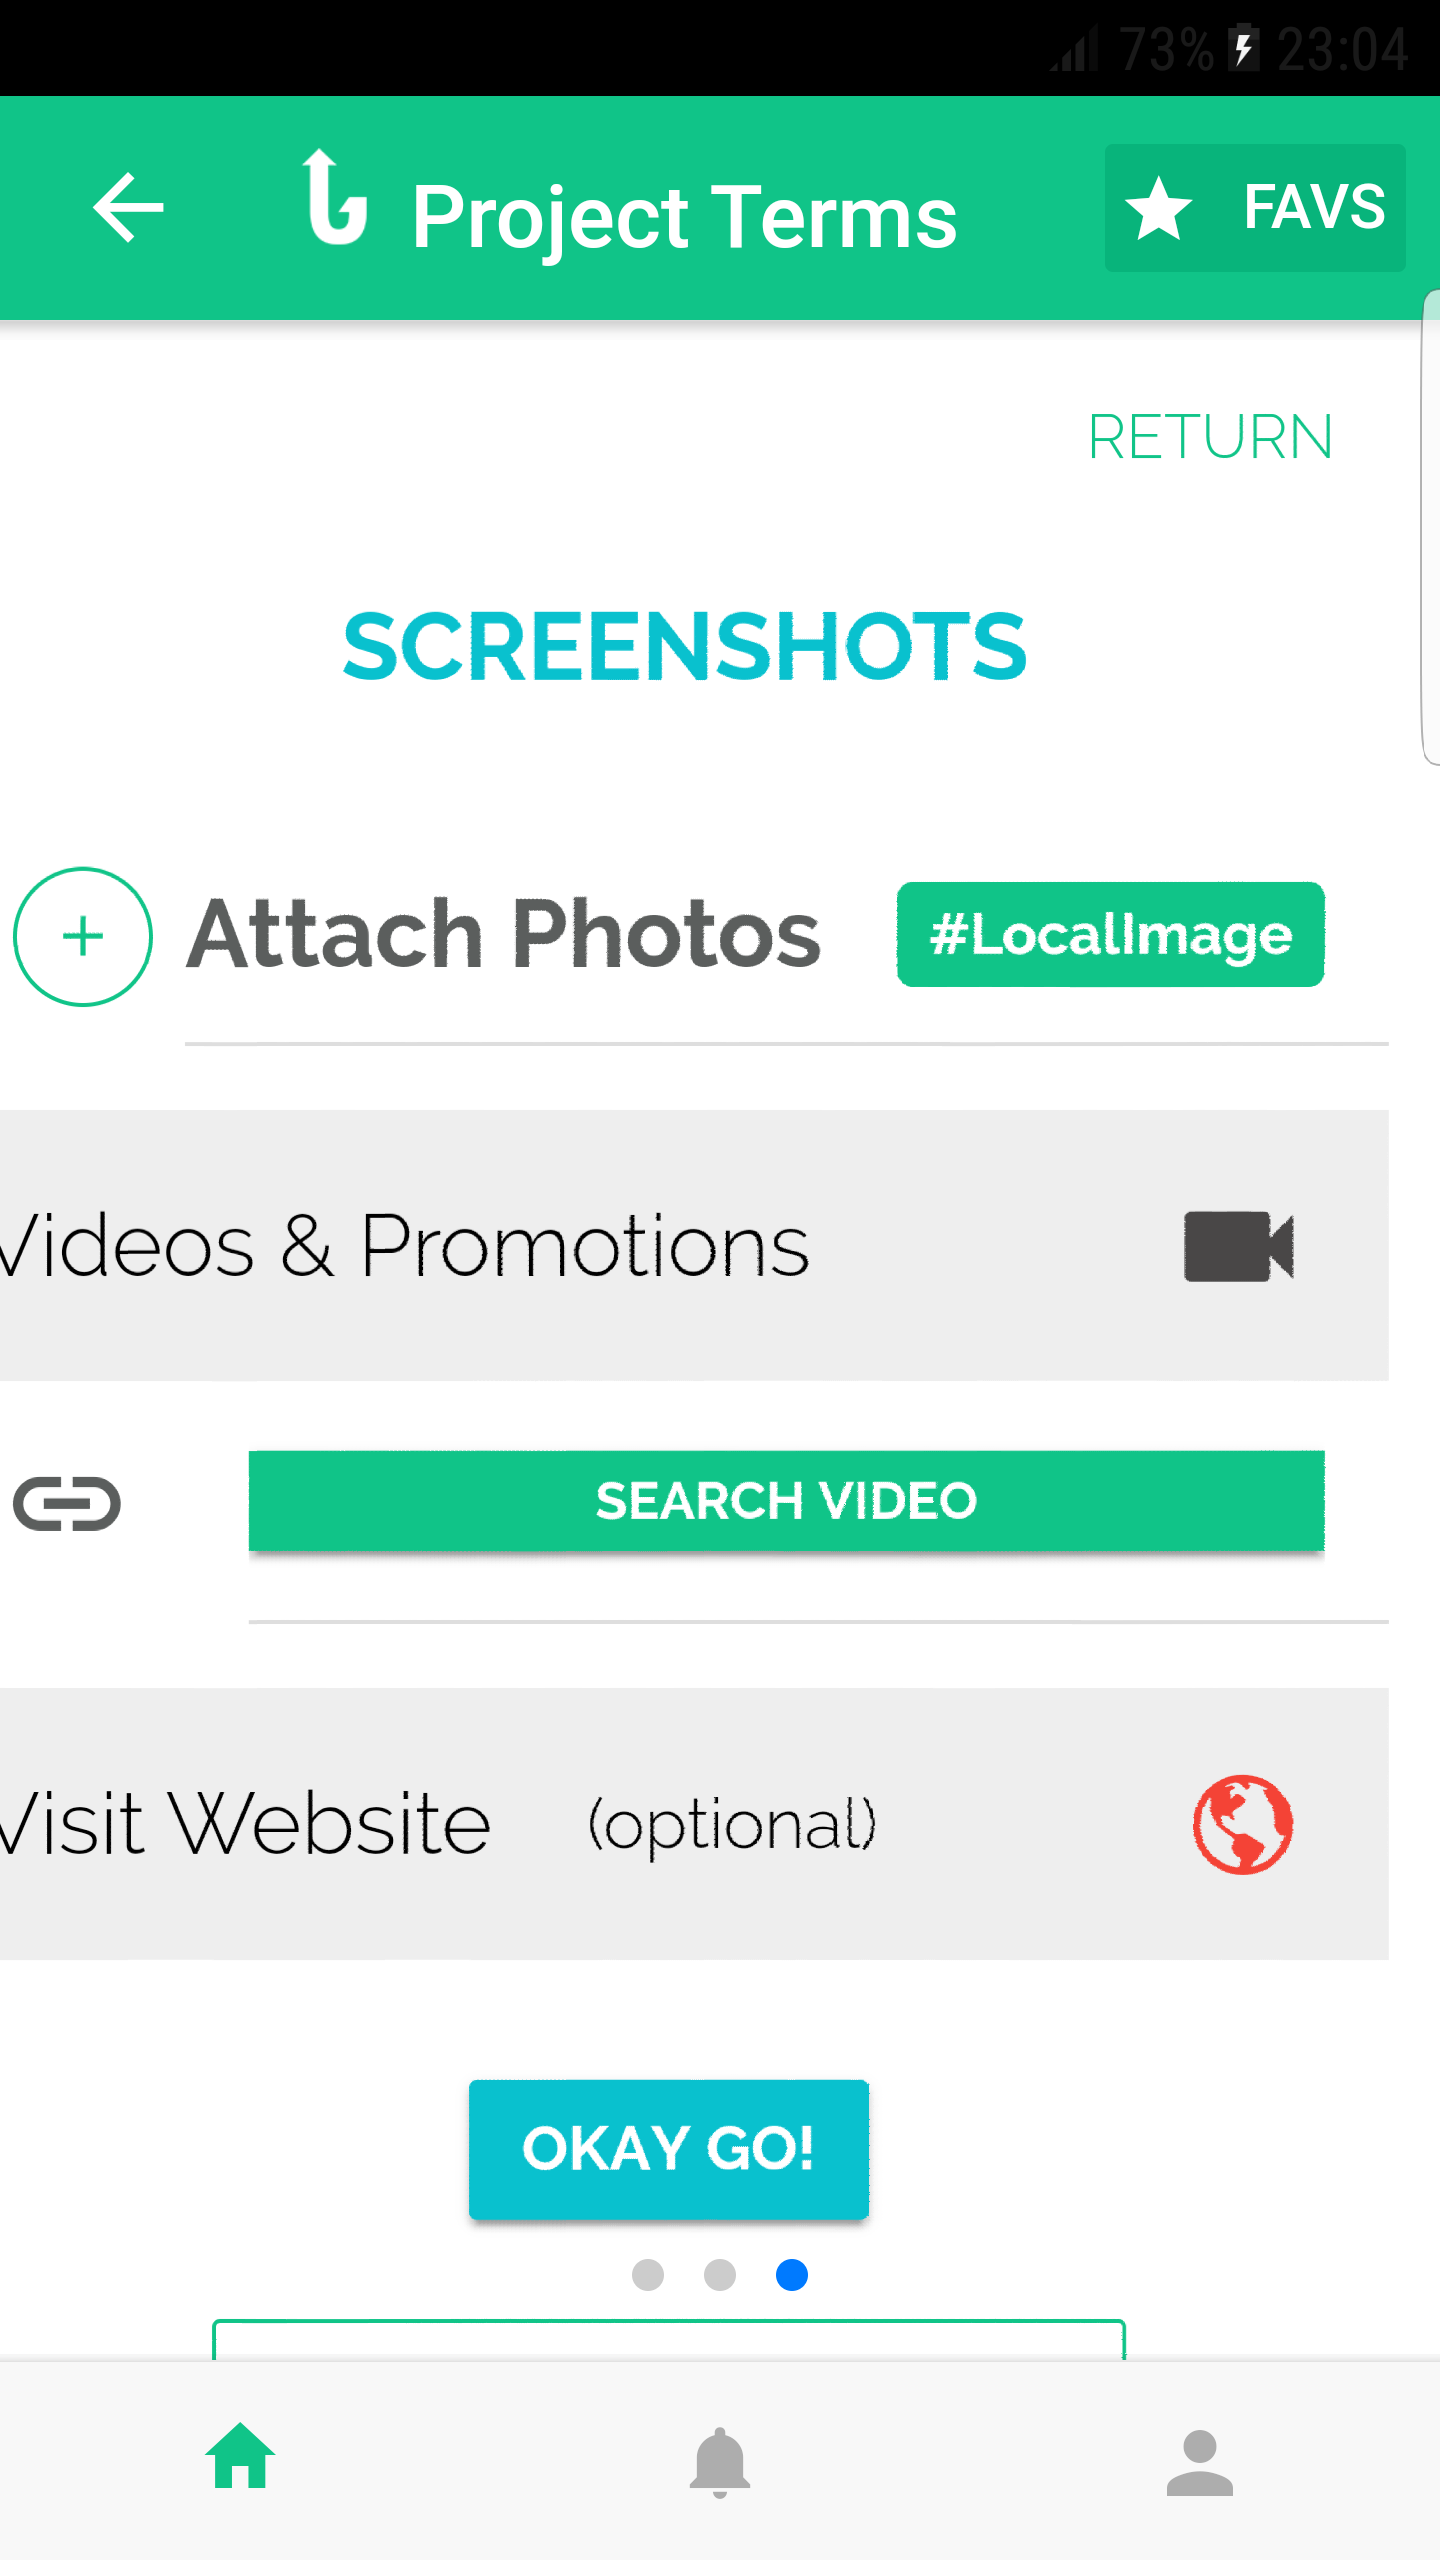 73% 23:04
Project Terms
FAVS
RETURN
SCREENSHOTS
Attach Photos #LocalImage
Videos & Promotions
SEARCH VIDEO
Visit Website (optional)
OKAY GO!